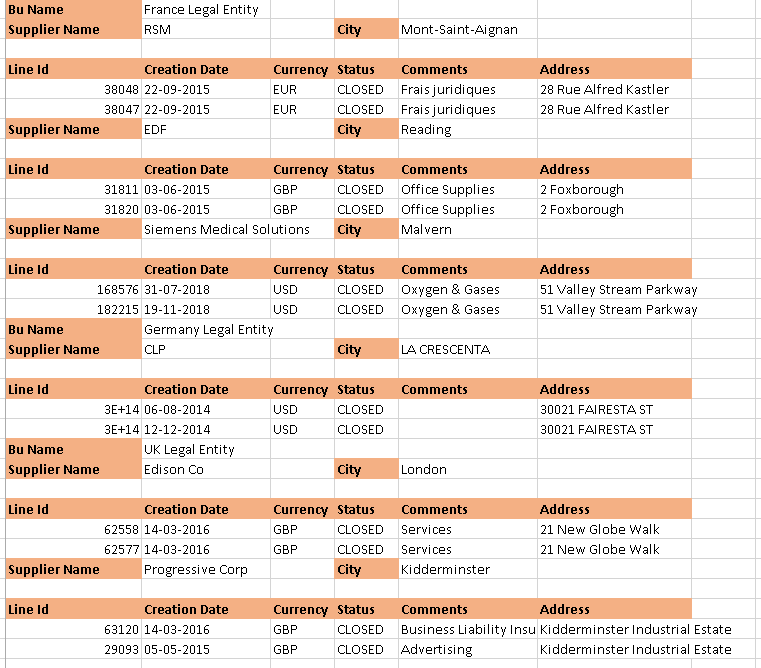 Bu Name France Legal Entity
Supplier Name RSM City Mont-Saint-Aignan
Line Id Creation Date Currency Status Comments Address
38048 22-09-2015 EUR CLOSED Frais juridiques 28 Rue Alfred Kastler
38047 22-09-2015 EUR CLOSED Frais juridiques 28 Rue Alfred Kastler
Supplier Name EDF City Reading
Line Id Creation Date Currency Status Comments Address
31811 03-06-2015 GBP CLOSED Office Supplies 2 Foxborough
31820 03-06-2015 GBP CLOSED Office Supplies 2 Foxborough
Supplier Name Siemens Medical Solutions City Malvern
Line Id Creation Date Currency Status Comments Address
168576 31-07-2018 USD CLOSED Oxygen & Gases 51 Valley Stream Parkway
182215 19-11-2018 USD CLOSED Oxygen & Gases 51 Valley Stream Parkway
Bu Name Germany Legal Entity
Supplier Name CLP City LA CRESCENTA
Line Id Creation Date Currency Status Comments Address
3E+14 06-08-2014 USD CLOSED 30021 FAIRESTA ST
3E+14 12-12-2014 USD CLOSED 30021 FAIRESTA ST
Bu Name UK Legal Entity
Supplier Name Edison Co City London
Line Id Creation Date Currency Status Comments Address
62558 14-03-2016 GBP CLOSED Services 21 New Globe Walk
62577 14-03-2016 GBP CLOSED Services 21 New Globe Walk
Supplier Name Progressive Corp City Kidderminster
Line Id Creation Date Currency Status Comments Address
63120 14-03-2016 GBP CLOSED Business Liability Insu Kidderminster Industrial Estate
29093 05-05-2015 GBP CLOSED Advertising Kidderminster Industrial Estate